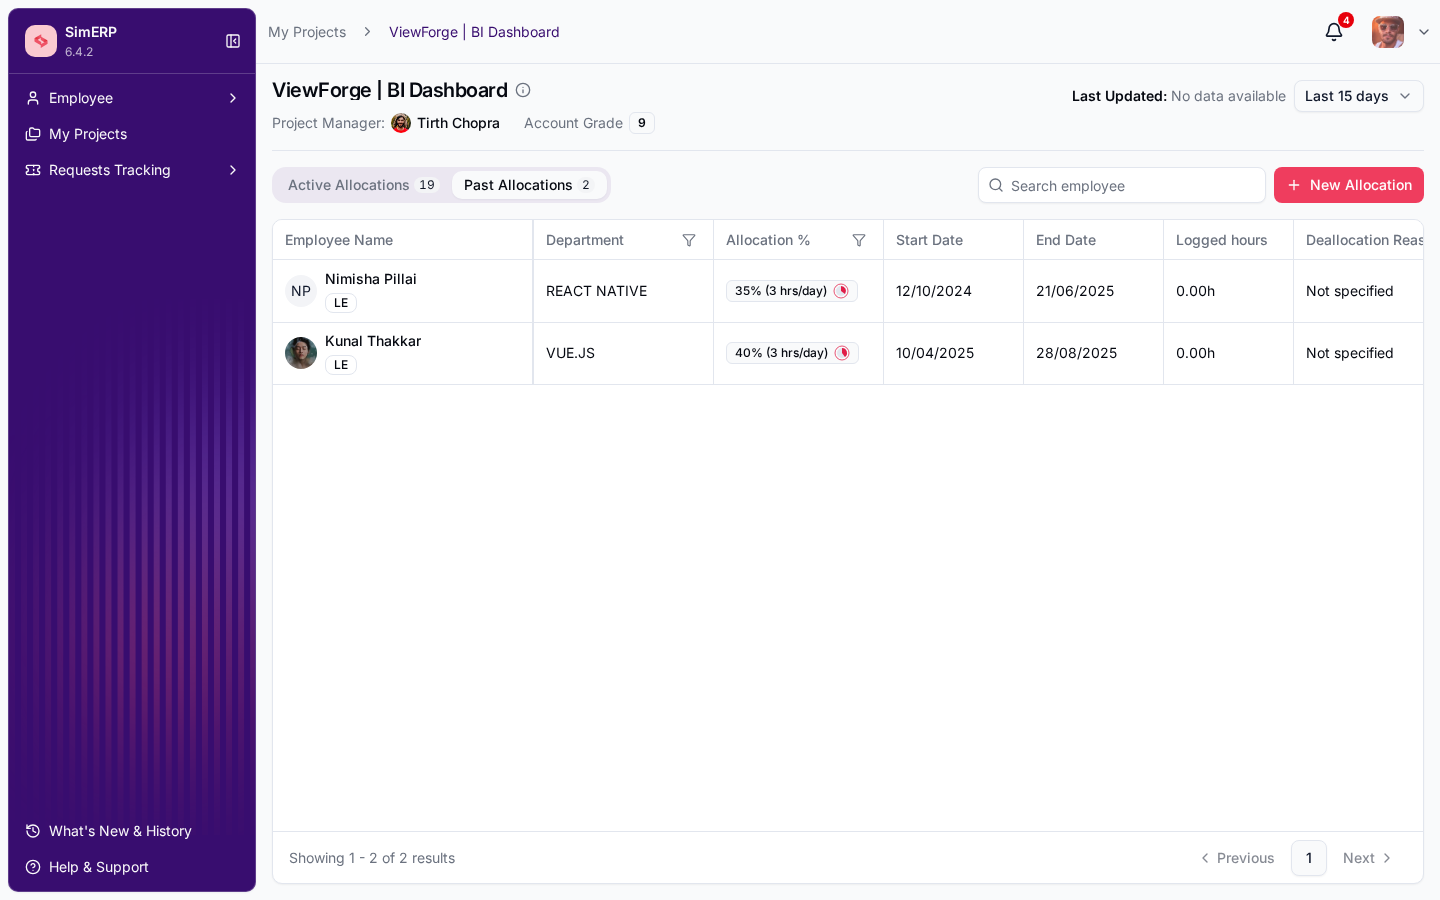 SimERP
6.4.2
Employee
My Projects
Requests Tracking
What's New & History
Help & Support
My Projects
ViewForge | BI Dashboard
4
ViewForge | BI Dashboard
Project Manager: Tirth Chopra Account Grade 9
Last Updated: No data available Last 15 days
Active Allocations 19 Past Allocations 2
Search employee
New Allocation
Employee Name Department Allocation % Start Date End Date Logged hours Deallocation Reas
NP Nimisha Pillai LE REACT NATIVE 35% (3 hrs/day) 12/10/2024 21/06/2025 0.00h Not specified
Kunal Thakkar LE VUE.JS 40% (3 hrs/day) 10/04/2025 28/08/2025 0.00h Not specified
Showing 1 - 2 of 2 results
Previous 1 Next